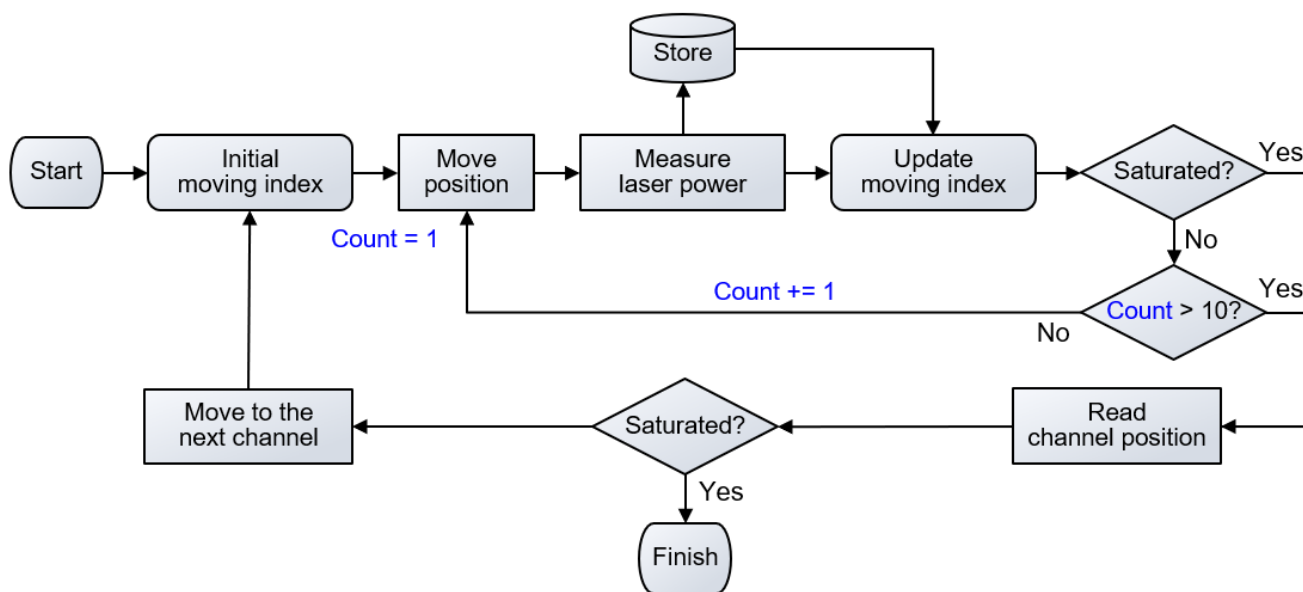 Store
Start
Initial
moving index
Move
position
Measure
laser power
Update
moving index
Saturated?
Yes
Count = 1
No
Count += 1
Count > 10?
Yes
No
Move to the
next channel
Saturated?
Read
channel position
Yes
Finish